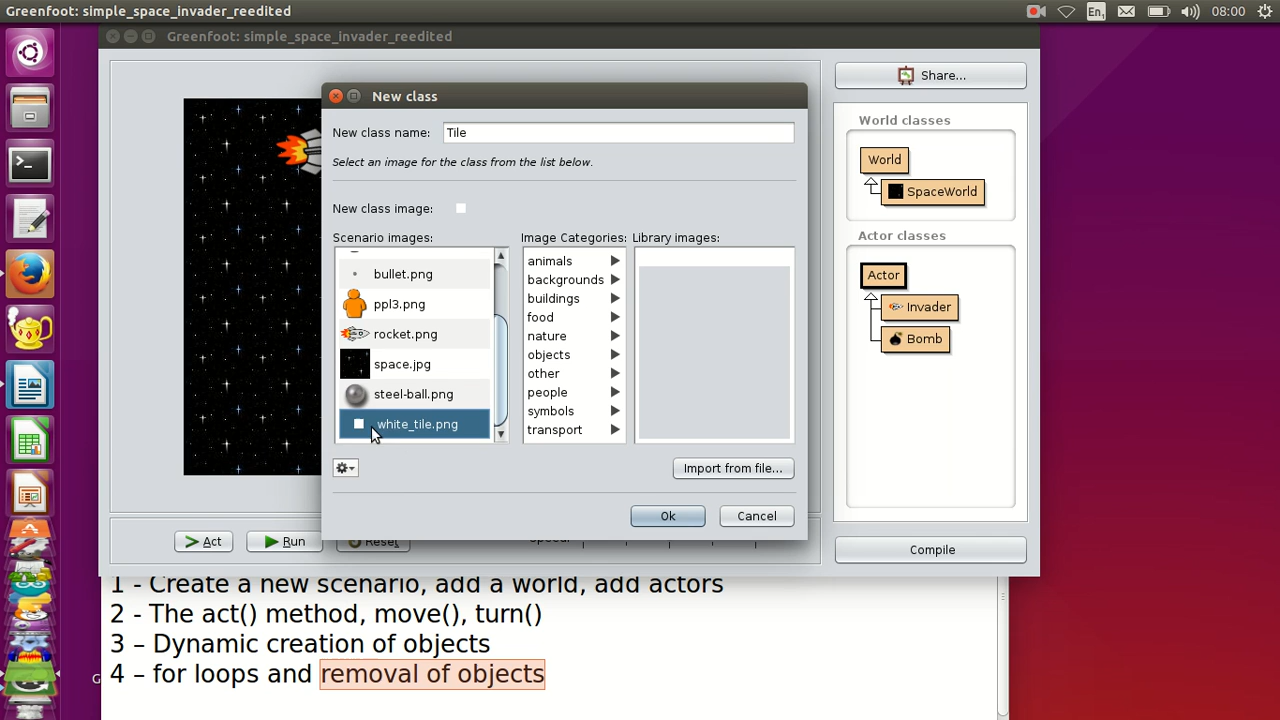 Greenfoot: simple_space_invader_reedited
En1
08:00
Greenfoot: simple_space_invader_reedited
Share...
New class
New class name: Tile
Select an image for the class from the list below.
New class image:
Scenario images:
bullet.png
ppl3.png
rocket.png
space.jpg
steel-ball.png
white_tile.png
Image Categories:
animals
backgrounds
buildings
food
nature
objects
other
people
symbols
transport
Library images:
Import from file...
Ok
Cancel
World classes
World
SpaceWorld
Actor classes
Actor
Invader
Bomb
Act
Run
Reset
Speed:
Compile
1 - Create a new scenario, add a world, add actors
2 - The act() method, move(), turn()
3 – Dynamic creation of objects
4 – for loops and removal of objects